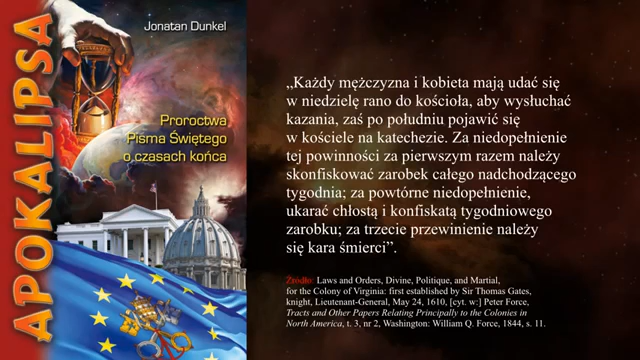 Jonatan Dunkel
APOKALIPSA
Proroctwa
Pisma Świętego
o czasach końca
„Każdy mężczyzna i kobieta mają udać się
w niedzielę rano do kościoła, aby wysłuchać
kazania, zaś po południu pojawić się
w kościele na katechezie. Za niedopełnienie
tej powinności za pierwszym razem należy
skonfiskować zarobek całego nadchodzącego
tygodnia; za powtórne niedopełnienie,
ukarać chłostą i konfiskatą tygodniowego
zarobku; za trzecie przewinienie należy
się kara śmierci”.
Źródło: Laws and Orders, Divine, Politique, and Martial,
for the Colony of Virginia: first established by Sir Thomas Gates,
knight, Lieutenant-General, May 24, 1610, [cyt. w:] Peter Force,
Tracts and Other Papers Relating Principally to the Colonies in
North America, t. 3, nr 2, Washington: William Q. Force, 1844, s. 11.